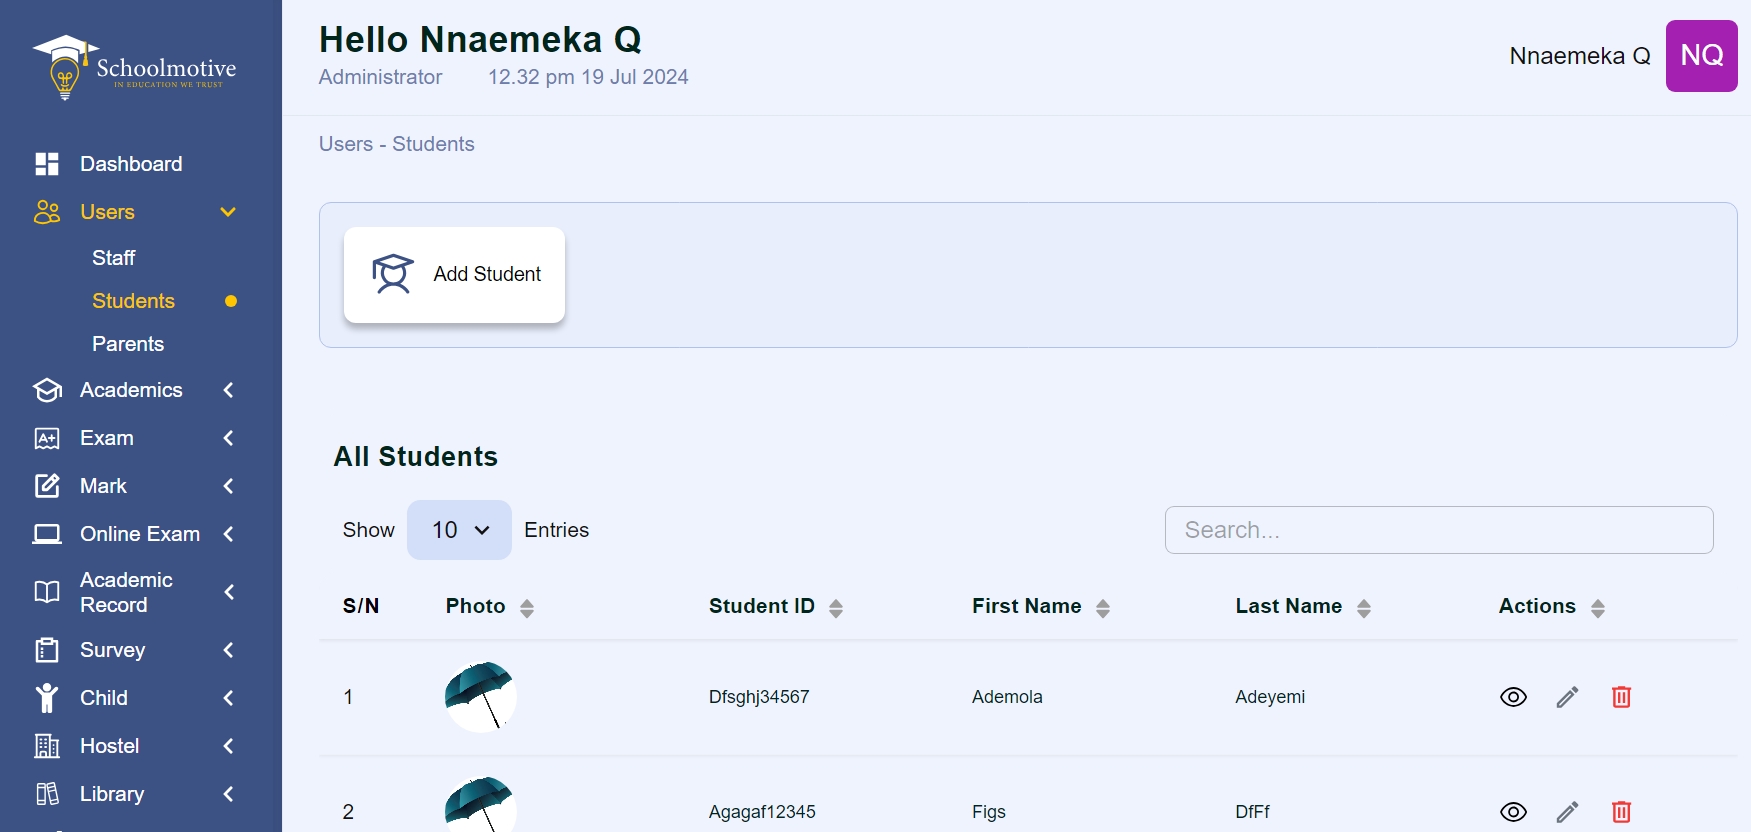 Schoolmotive
IN EDUCATION WE TRUST
Dashboard
Users
Staff
Students
Parents
Academics
A+
Exam
Mark
Online Exam
Academic
Record
Survey
Child
Hostel
Library
Hello Nnaemeka Q
Administrator 12.32 pm 19 Jul 2024
Nnaemeka Q NQ
Users - Students
Add Student
All Students
Show 10 Entries
Search...
S/N Photo Student ID First Name Last Name Actions
1 Dfsghj34567 Ademola Adeyemi
2 Agagaf12345 Figs DfFf